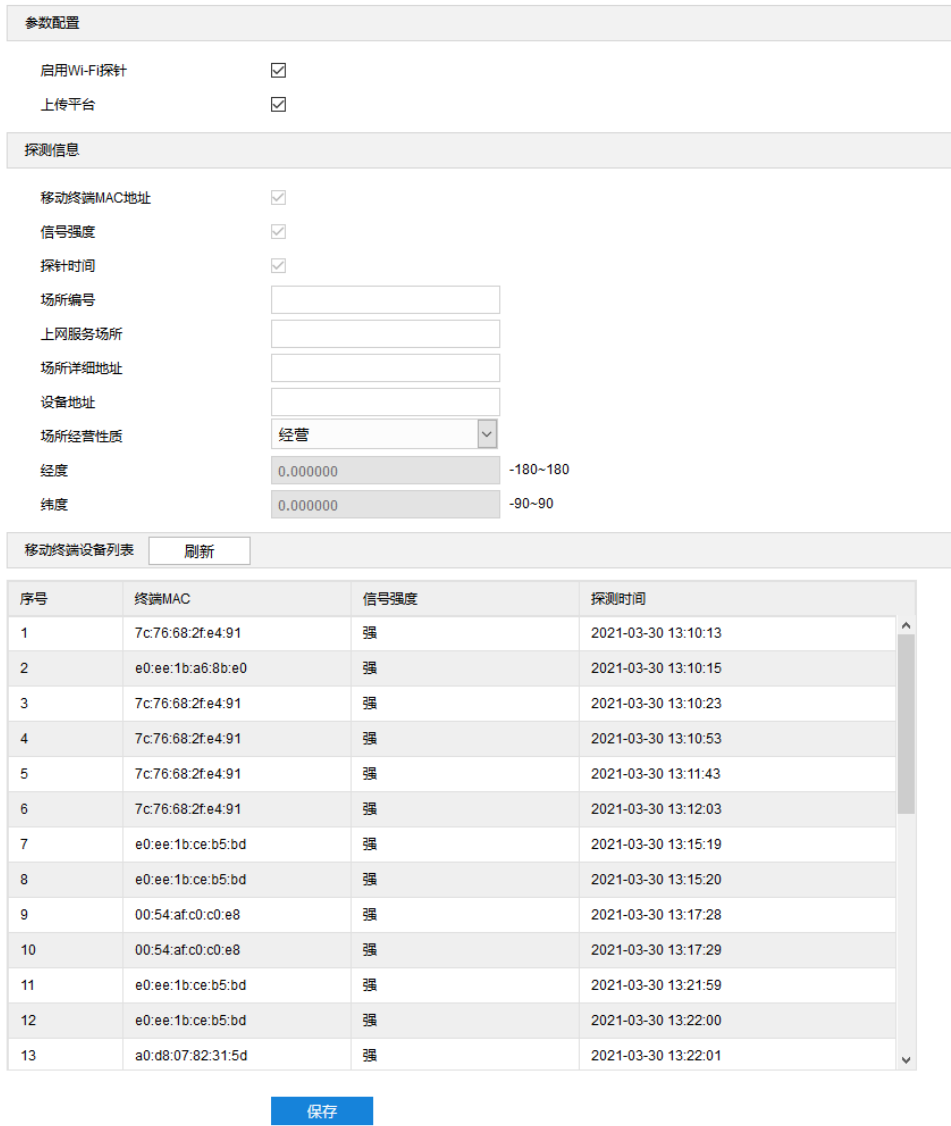 参数配置
启用Wi-Fi探针
上传平台
探测信息
移动终端MAC地址
信号强度
探针时间
场所编号
上网服务场所
场所详细地址
设备地址
场所经营性质 经营
经度 0.000000 -180~180
纬度 0.000000 -90~90
移动终端设备列表 刷新
序号 终端MAC 信号强度 探测时间
1 7c:76:68:2f:e4:91 强 2021-03-30 13:10:13
2 e0:ee:1b:a6:8b:e0 强 2021-03-30 13:10:15
3 7c:76:68:2f:e4:91 强 2021-03-30 13:10:23
4 7c:76:68:2f:e4:91 强 2021-03-30 13:10:53
5 7c:76:68:2f:e4:91 强 2021-03-30 13:11:43
6 7c:76:68:2f:e4:91 强 2021-03-30 13:12:03
7 e0:ee:1b:ce:b5:bd 强 2021-03-30 13:15:19
8 e0:ee:1b:ce:b5:bd 强 2021-03-30 13:15:20
9 00:54:af:c0:c0:e8 强 2021-03-30 13:17:28
10 00:54:af:c0:c0:e8 强 2021-03-30 13:17:29
11 e0:ee:1b:ce:b5:bd 强 2021-03-30 13:21:59
12 e0:ee:1b:ce:b5:bd 强 2021-03-30 13:22:00
13 a0:d8:07:82:31:5d 强 2021-03-30 13:22:01
保存